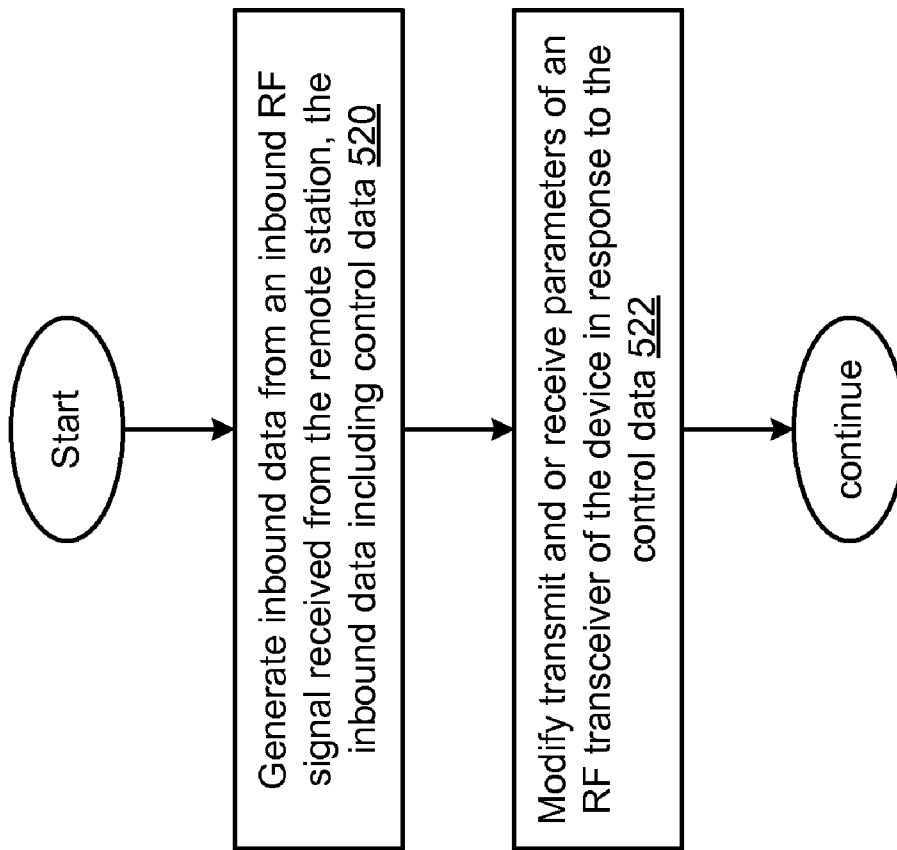 Start
Generate inbound data from an inbound RF
signal received from the remote station, the
inbound data including control data 520
Modify transmit and or receive parameters of an
RF transceiver of the device in response to the
control data 522
continue